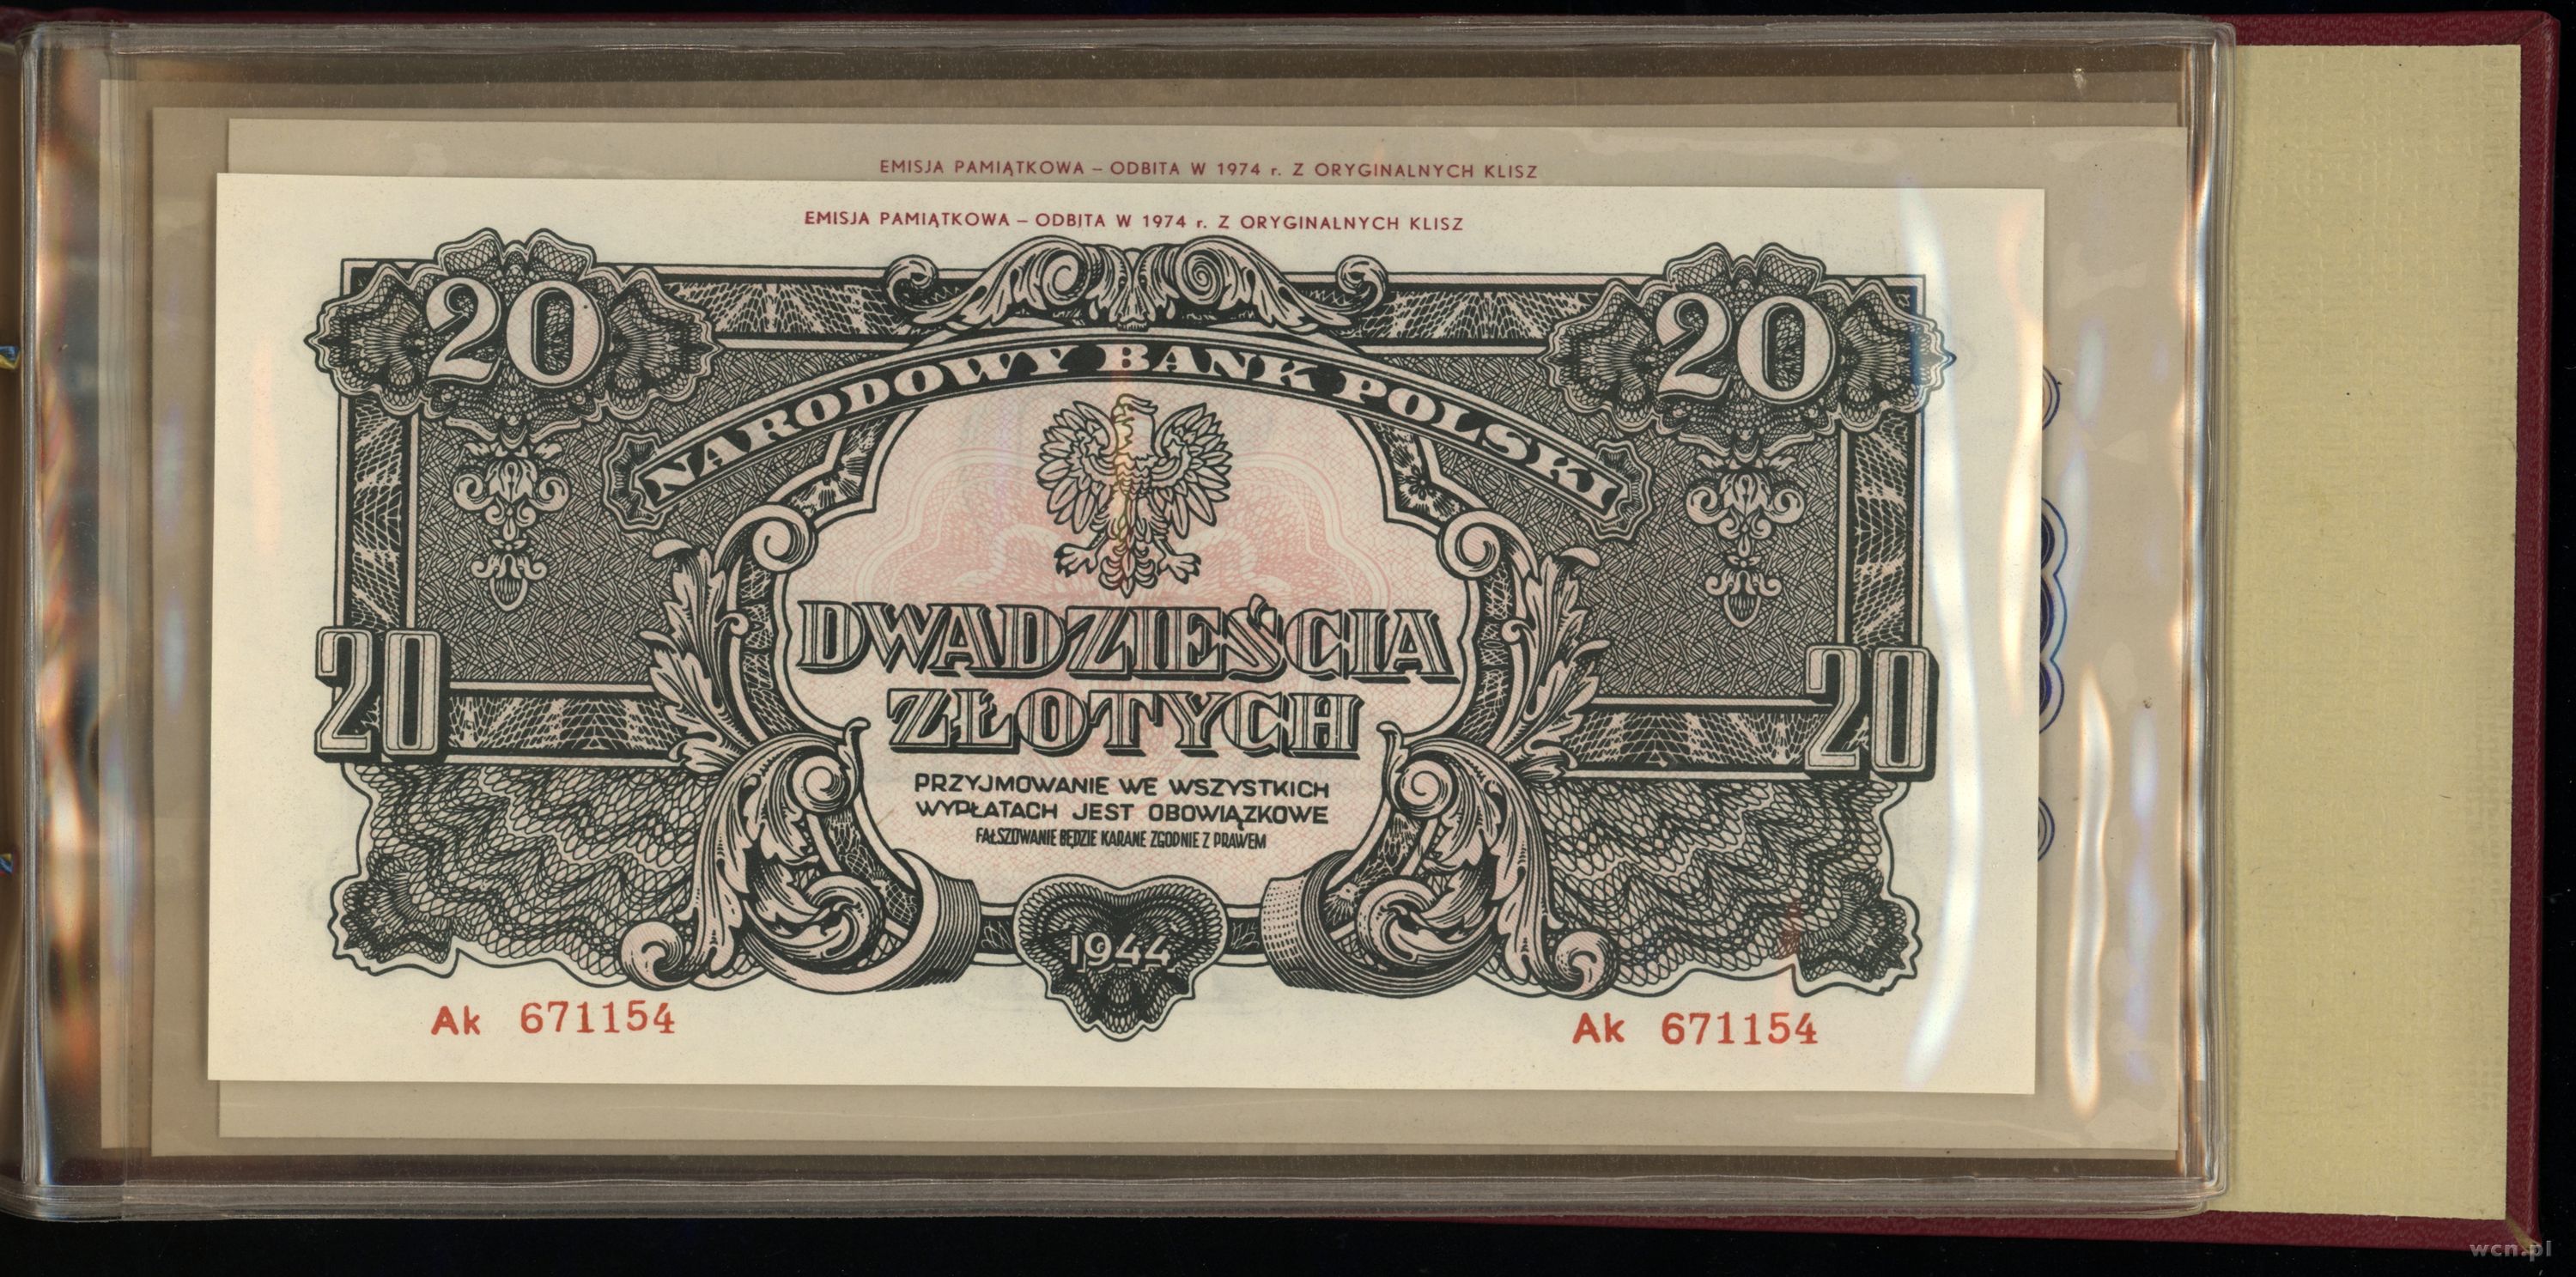 EMISJA PAMIĄTKOWA – ODBITA W 1974 r. Z ORYGINALNYCH KLISZ
EMISJA PAMIĄTKOWA – ODBITA W 1974 r. Z ORYGINALNYCH KLISZ
20 20
NARODOWY BANK POLSKI
DWADZIEŚCIA
ZŁOTYCH
20 20
PRZYJMOWANIE WE WSZYSTKICH
WYPŁATACH JEST OBOWIĄZKOWE
FAŁSZOWANIE BĘDZIE KARANE ZGODNIE Z PRAWEM
1944
Ak 671154 Ak 671154
wcn.pl